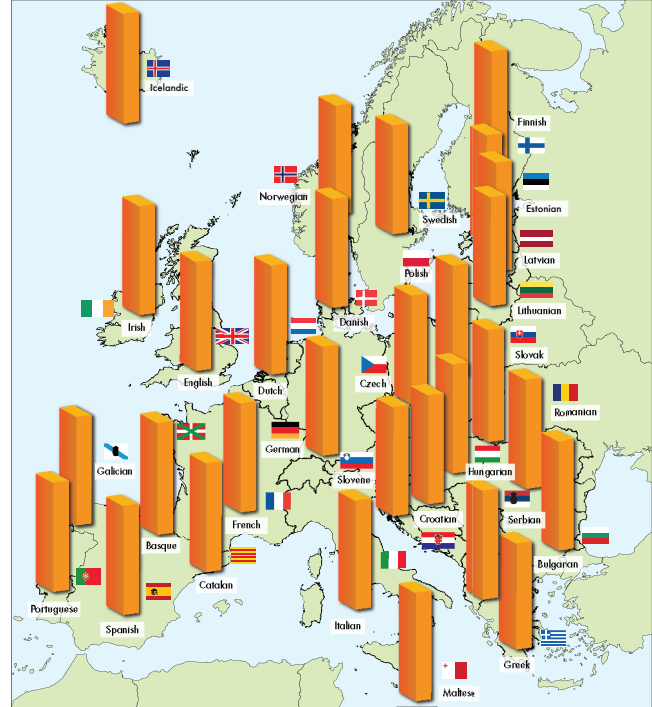 Icelandic
Finnish
Norwegian
Estonian
Swedish
Latvian
Polish
Lithuanian
Danish
Irish
Slovak
English
Dutch
Czech
Romanian
German
Galician
Hungarian
Slovene
French
Croatian
Serbian
Basque
Bulgaran
Catalan
Portuguese
Spanish
Italian
Greek
Maltese